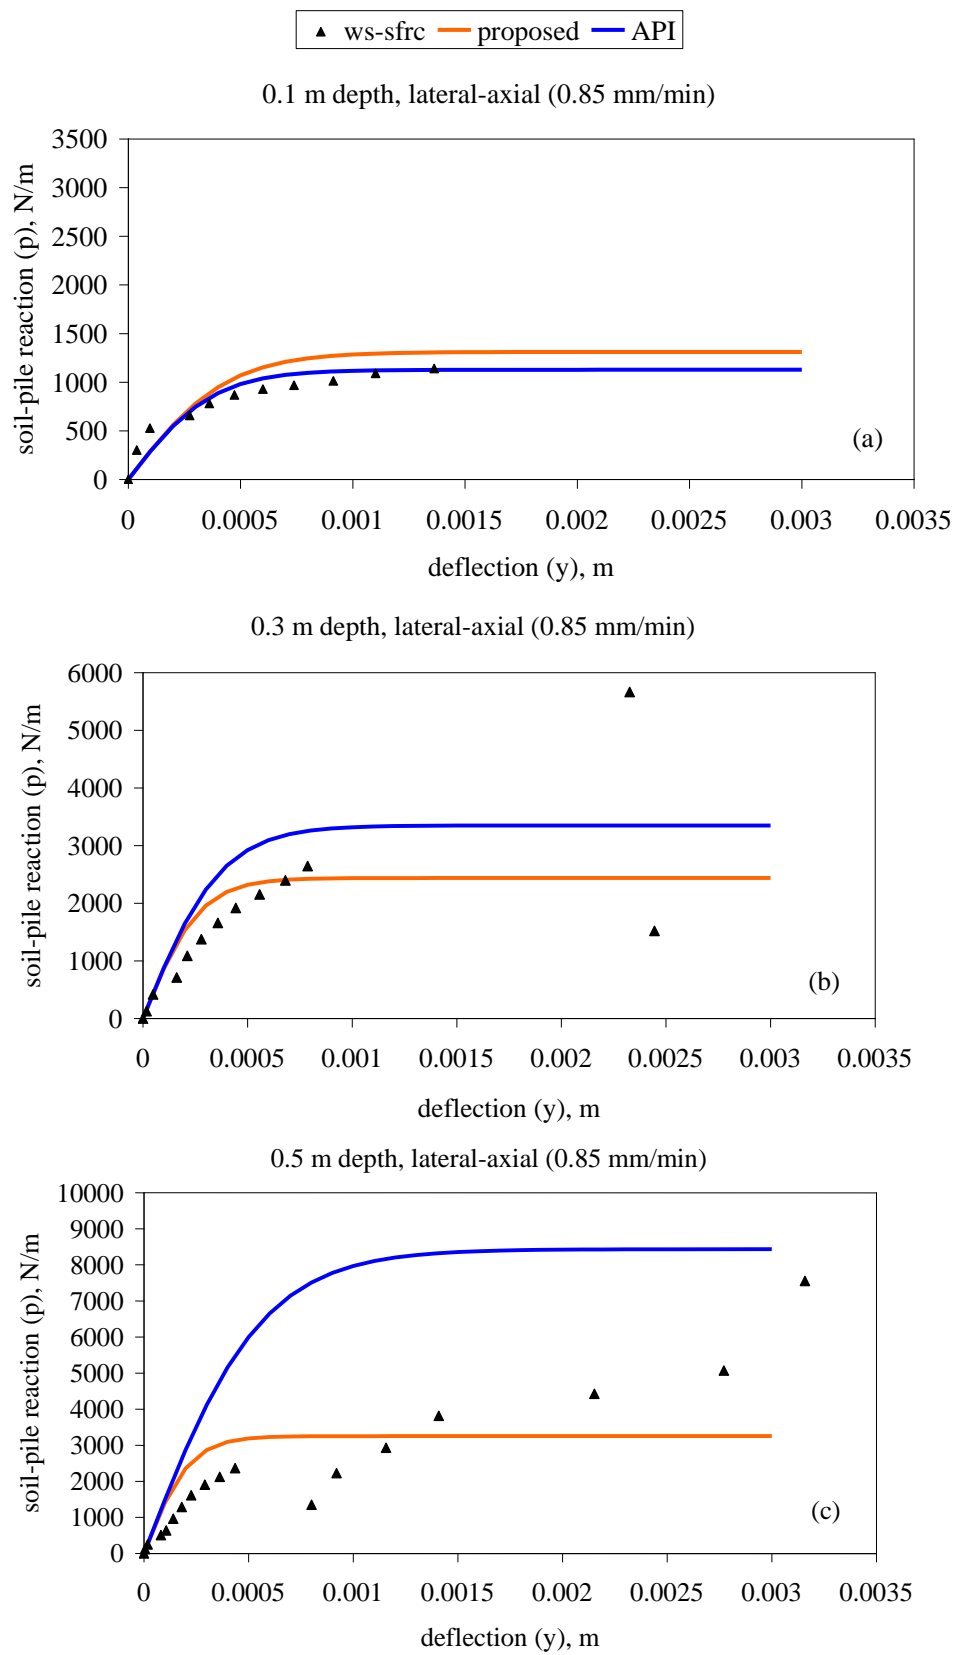 ws-sfrc proposed API
0.1 m depth, lateral-axial (0.85 mm/min)
soil-pile reaction (p), N/m
3500
3000
2500
2000
1500
1000
500
0
(a)
0 0.0005 0.001 0.0015 0.002 0.0025 0.003 0.0035
deflection (y), m
0.3 m depth, lateral-axial (0.85 mm/min)
soil-pile reaction (p), N/m
6000
5000
4000
3000
2000
1000
0
(b)
0 0.0005 0.001 0.0015 0.002 0.0025 0.003 0.0035
deflection (y), m
0.5 m depth, lateral-axial (0.85 mm/min)
soil-pile reaction (p), N/m
10000
9000
8000
7000
6000
5000
4000
3000
2000
1000
0
(c)
0 0.0005 0.001 0.0015 0.002 0.0025 0.003 0.0035
deflection (y), m